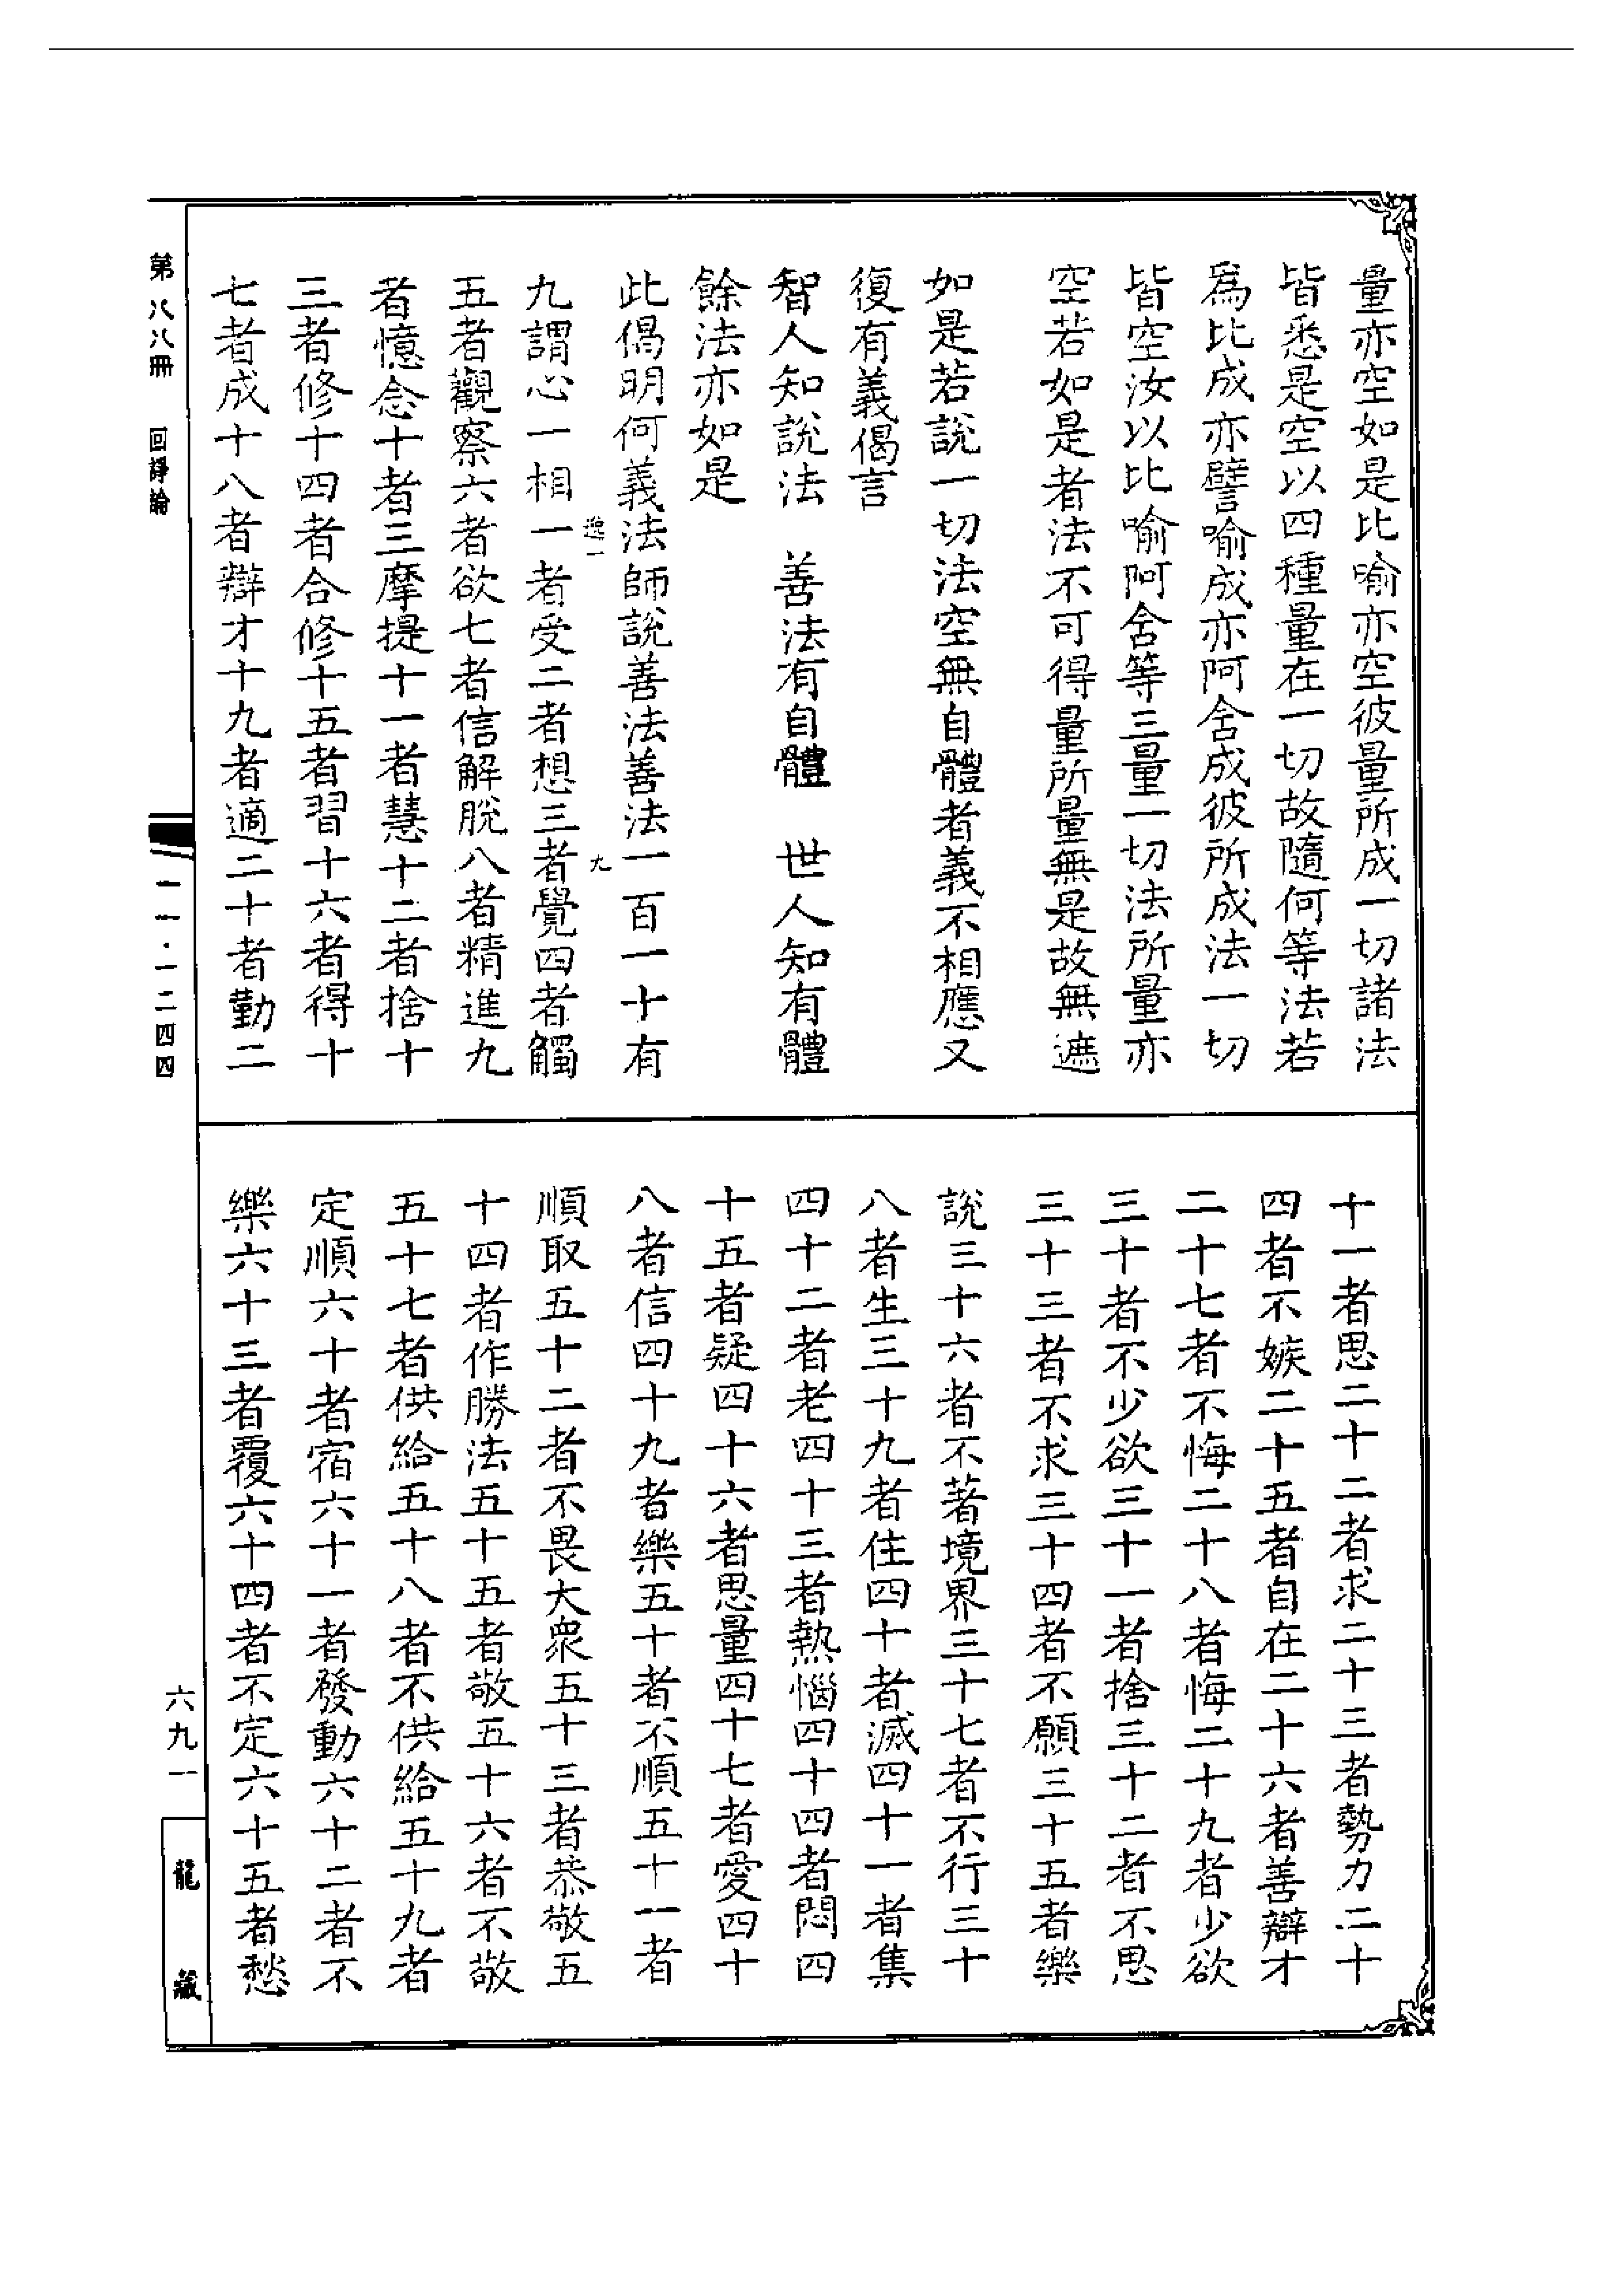 量亦空如是比喻亦空彼量所成一切諸法
皆悉是空以四種量在一切故隨何等法若
爲比成亦譬喻成亦阿含成彼所成法一切
皆空汝以比喻阿含等三量一切法所量亦
空若如是者法不可得量所量無是故無遮
如是若說一切法空無自體者義不相應又
復有義偈言
智人知說法　善法有自體　世人知有體
餘法亦如是
此偈明何義法師說善法善法一百一十有
逸一　九
九謂心一相一者受二者想三者覺四者觸
五者觀察六者欲七者信解脫八者精進九
者憶念十者三摩提十一者慧十二者捨十
三者修十四者合修十五者習十六者得十
七者成十八者辯才十九者適二十者勤二
十一者思二十二者求二十三者勢力二十
四者不嫉二十五者自在二十六者善辯才
二十七者不悔二十八者悔二十九者少欲
三十者不少欲三十一者捨三十二者不思
三十三者不求三十四者不願三十五者樂
說三十六者不著境界三十七者不行三十
八者生三十九者住四十者滅四十一者集
四十二者老四十三者熱惱四十四者悶四
十五者疑四十六者思量四十七者愛四十
八者信四十九者樂五十者不順五十一者
順取五十二者不畏大衆五十三者恭敬五
十四者作勝法五十五者敬五十六者不敬
五十七者供給五十八者不供給五十九者
定順六十者宿六十一者發動六十二者不
樂六十三者覆六十四者不定六十五者愁
第八八冊　回諍論
一一·一二四四
六九一
龍藏